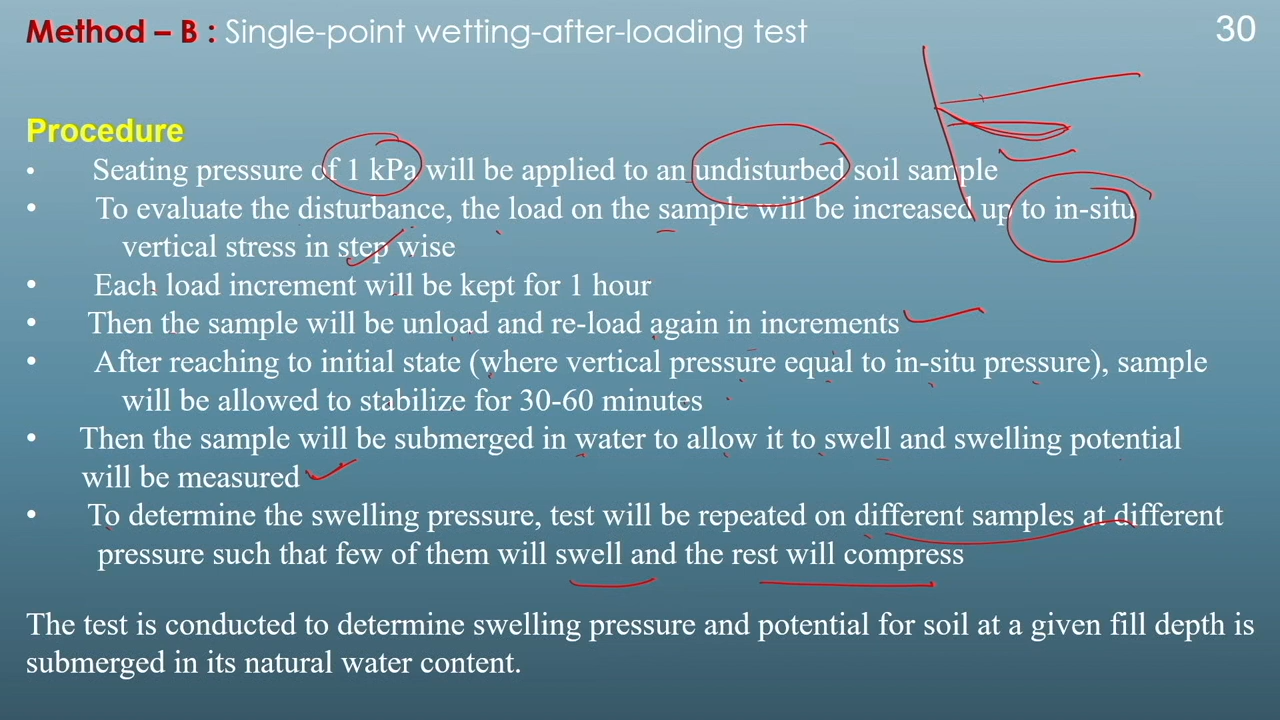 Method – B : Single-point wetting-after-loading test
30
Procedure
• Seating pressure of 1 kPa will be applied to an undisturbed soil sample
• To evaluate the disturbance, the load on the sample will be increased up to in-situ
vertical stress in step wise
• Each load increment will be kept for 1 hour
• Then the sample will be unload and re-load again in increments
• After reaching to initial state (where vertical pressure equal to in-situ pressure), sample
will be allowed to stabilize for 30-60 minutes
• Then the sample will be submerged in water to allow it to swell and swelling potential
will be measured
• To determine the swelling pressure, test will be repeated on different samples at different
pressure such that few of them will swell and the rest will compress
The test is conducted to determine swelling pressure and potential for soil at a given fill depth is
submerged in its natural water content.